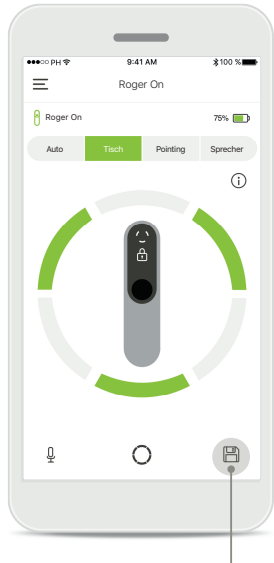 PH 9:41 AM 100 %
Roger On
Roger On 75%
Auto Tisch Pointing Sprecher